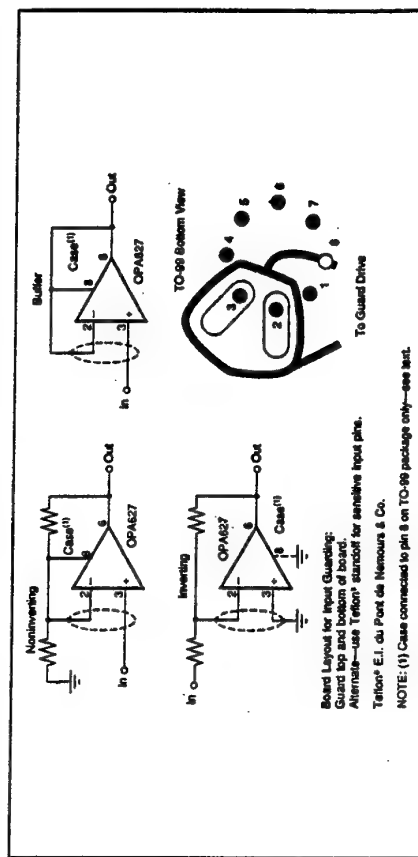 Noninverting
Case(1)
2
8
6
3
In
Out
OPA627
Buffer
Case(1)
2
8
6
3
In
Out
OPA627
Inverting
In
2
6
3
8
Out
OPA627
Case(1)
TO-99 Bottom View
4
5
6
7
8
1
2
3
To Guard Drive
Board Layout for Input Guarding:
Guard top and bottom of board.
Alternate—use Teflon® standoff for sensitive input pins.
Teflon® E.I. du Pont de Nemours & Co.
NOTE: (1) Case connected to pin 8 on TO-99 package only—see text.